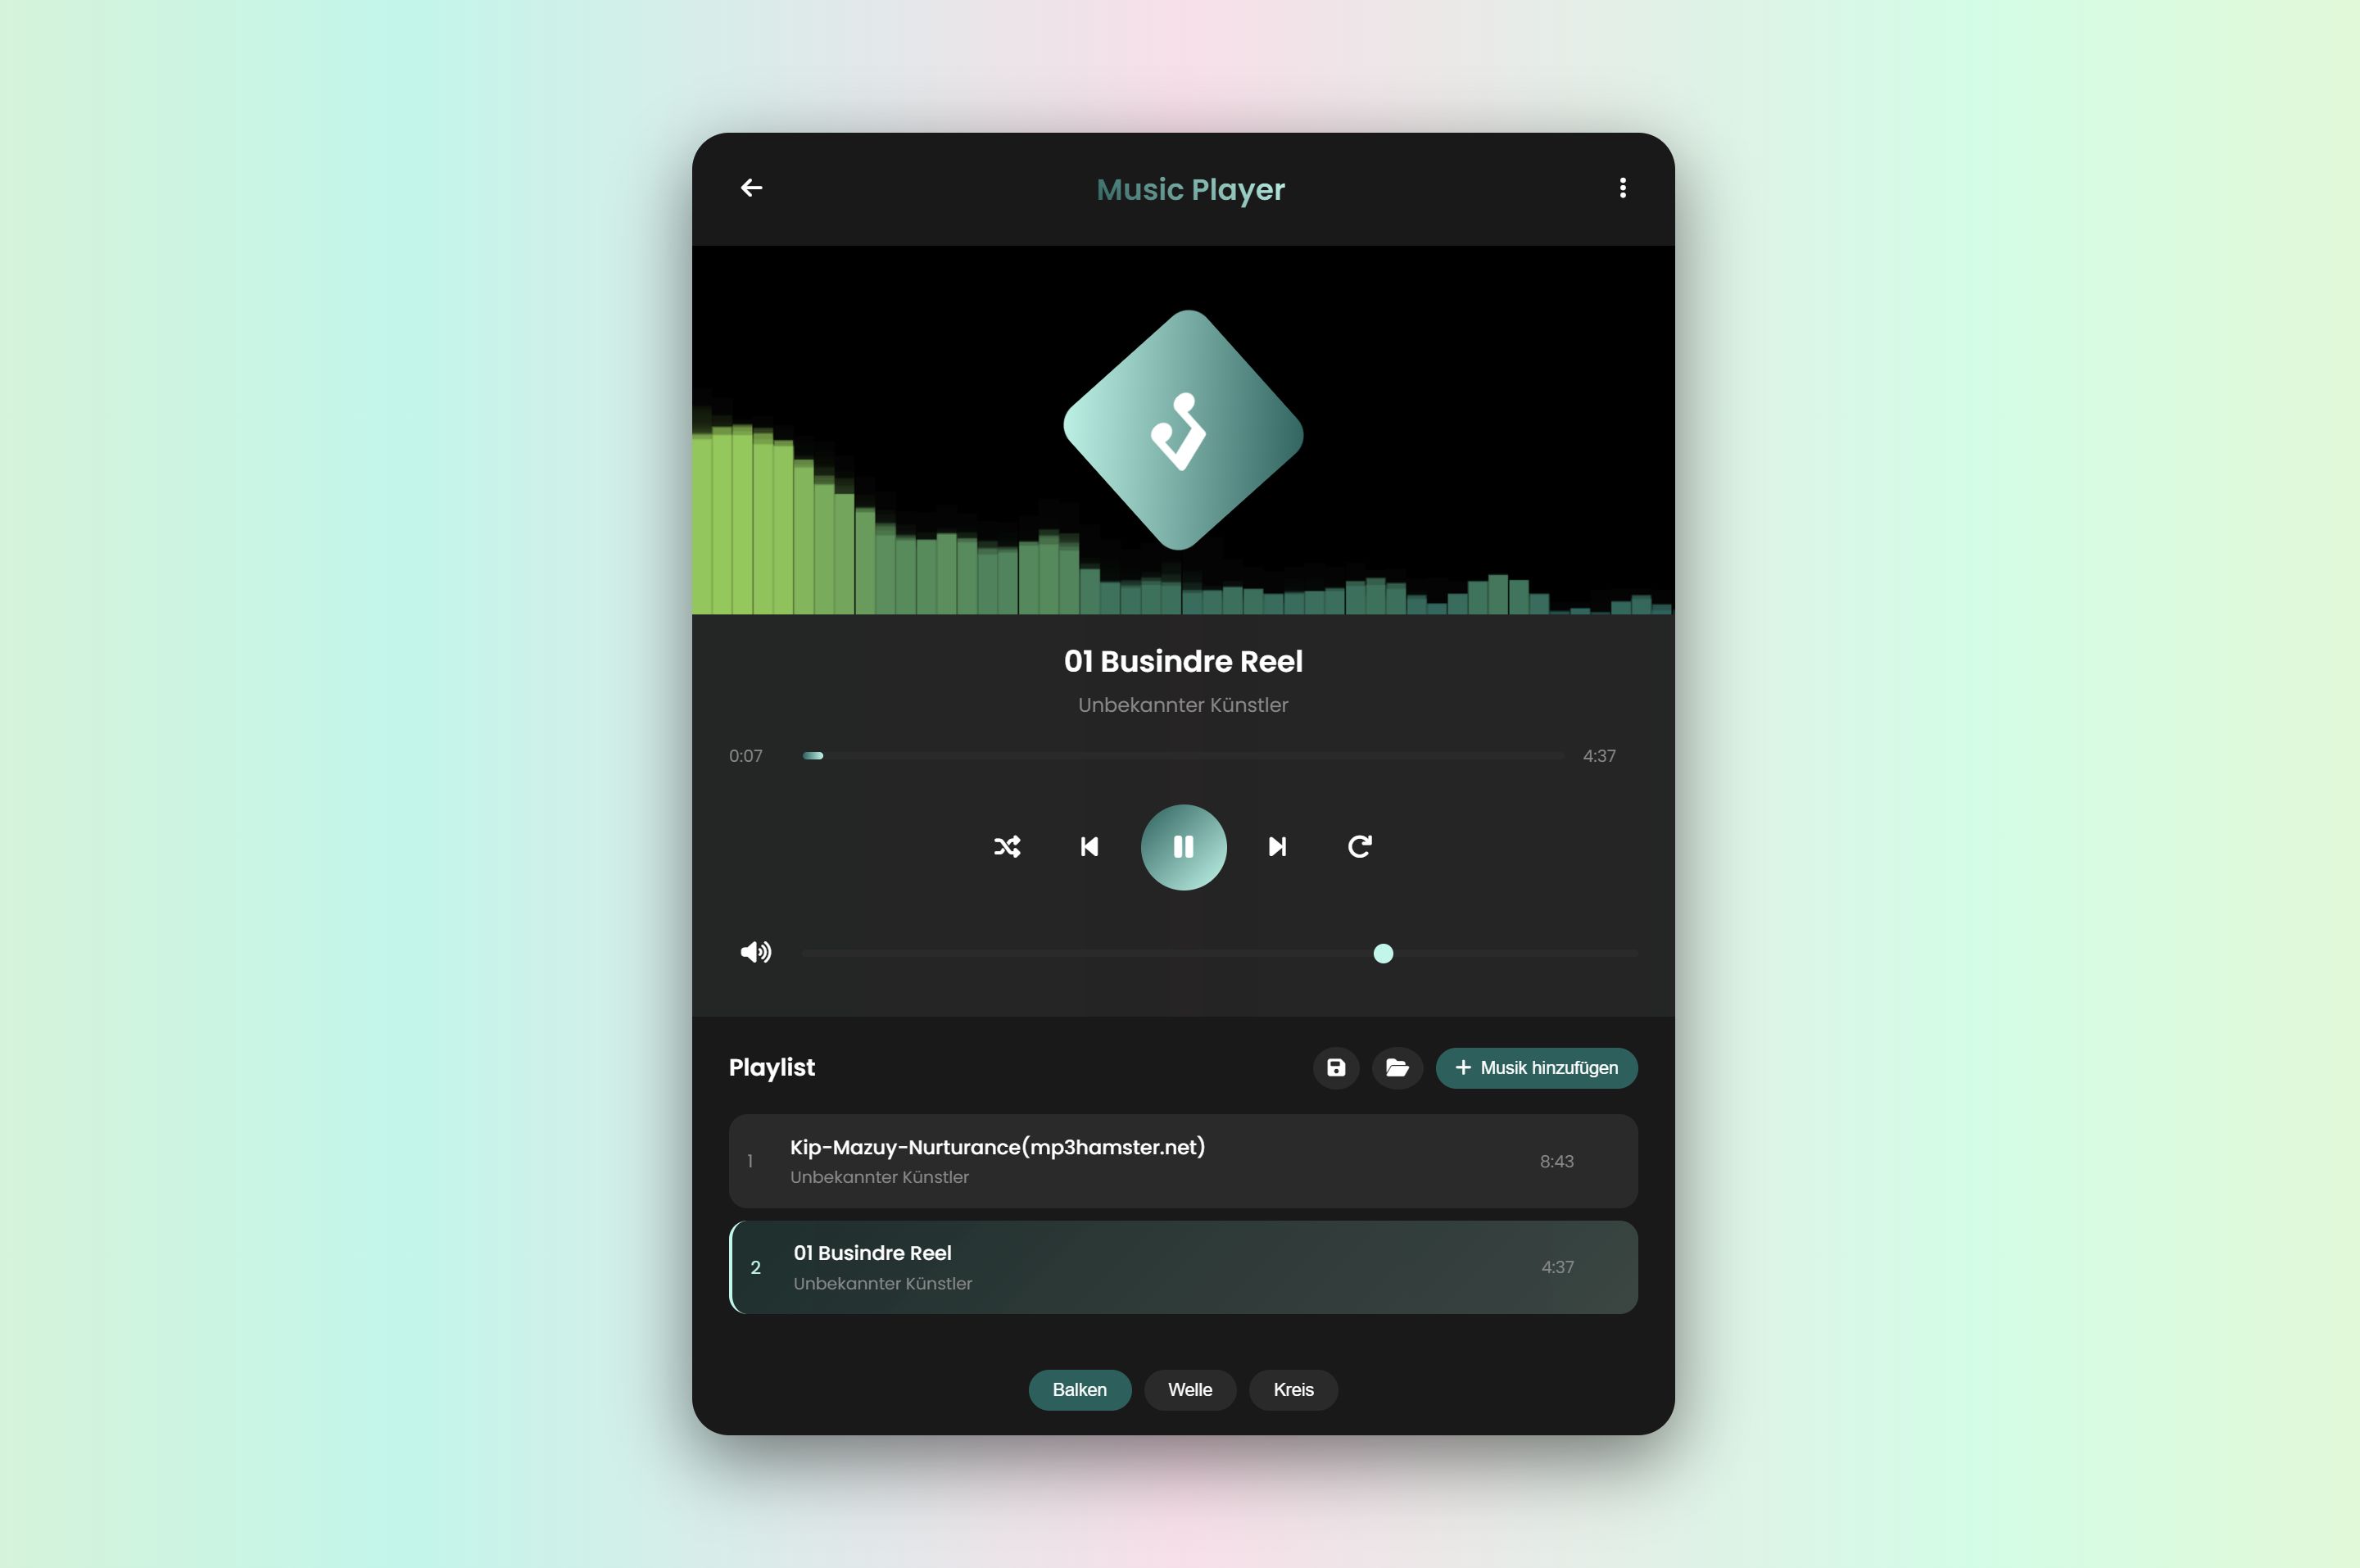 Music Player
01 Busindre Reel
Unbekannter Künstler
0:07
4:37
Playlist
Musik hinzufügen
1
Kip-Mazuy-Nurturance(mp3hamster.net)
Unbekannter Künstler
8:43
2
01 Busindre Reel
Unbekannter Künstler
4:37
Balken
Welle
Kreis